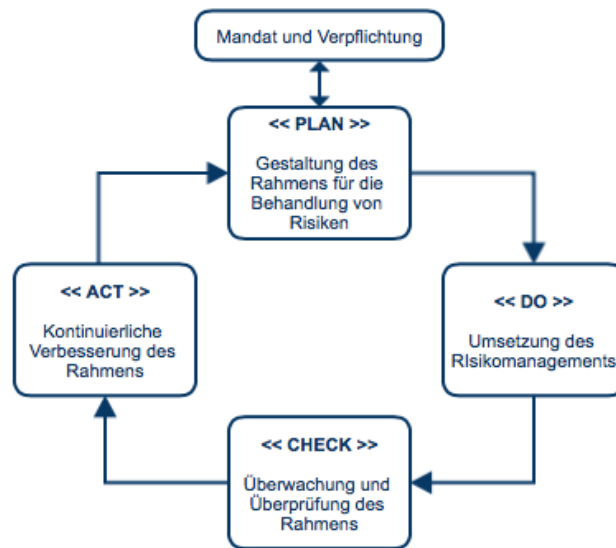 Mandat und Verpflichtung
<< PLAN >>
Gestaltung des
Rahmens für die
Behandlung von
Risiken
<< DO >>
Umsetzung des
RIsikomanagements
<< CHECK >>
Überwachung und
Überprüfung des
Rahmens
<< ACT >>
Kontinuierliche
Verbesserung des
Rahmens